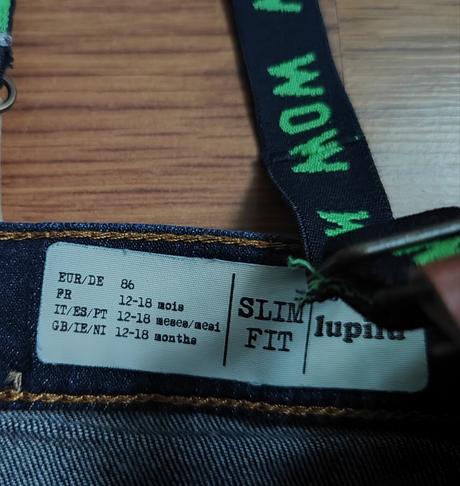 WOW
EUR/DE 86
FR 12-18 mois
IT/ES/PT 12-18 meses/mesi
GB/IE/NI 12-18 months
SLIM
FIT
lupilu